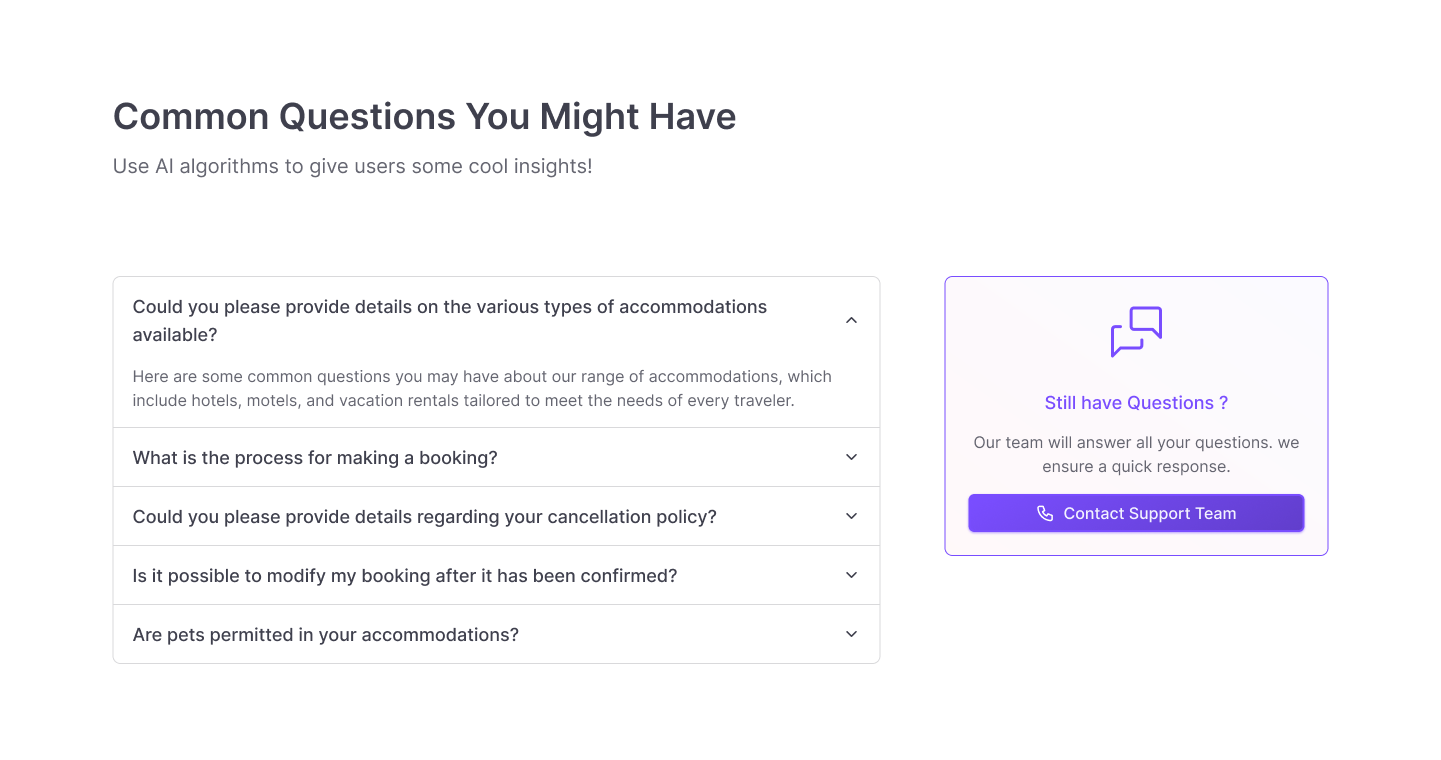 Common Questions You Might Have
Use AI algorithms to give users some cool insights!
Could you please provide details on the various types of accommodations
available?
Here are some common questions you may have about our range of accommodations, which
include hotels, motels, and vacation rentals tailored to meet the needs of every traveler.
What is the process for making a booking?
Could you please provide details regarding your cancellation policy?
Is it possible to modify my booking after it has been confirmed?
Are pets permitted in your accommodations?
Still have Questions ?
Our team will answer all your questions. we
ensure a quick response.
Contact Support Team